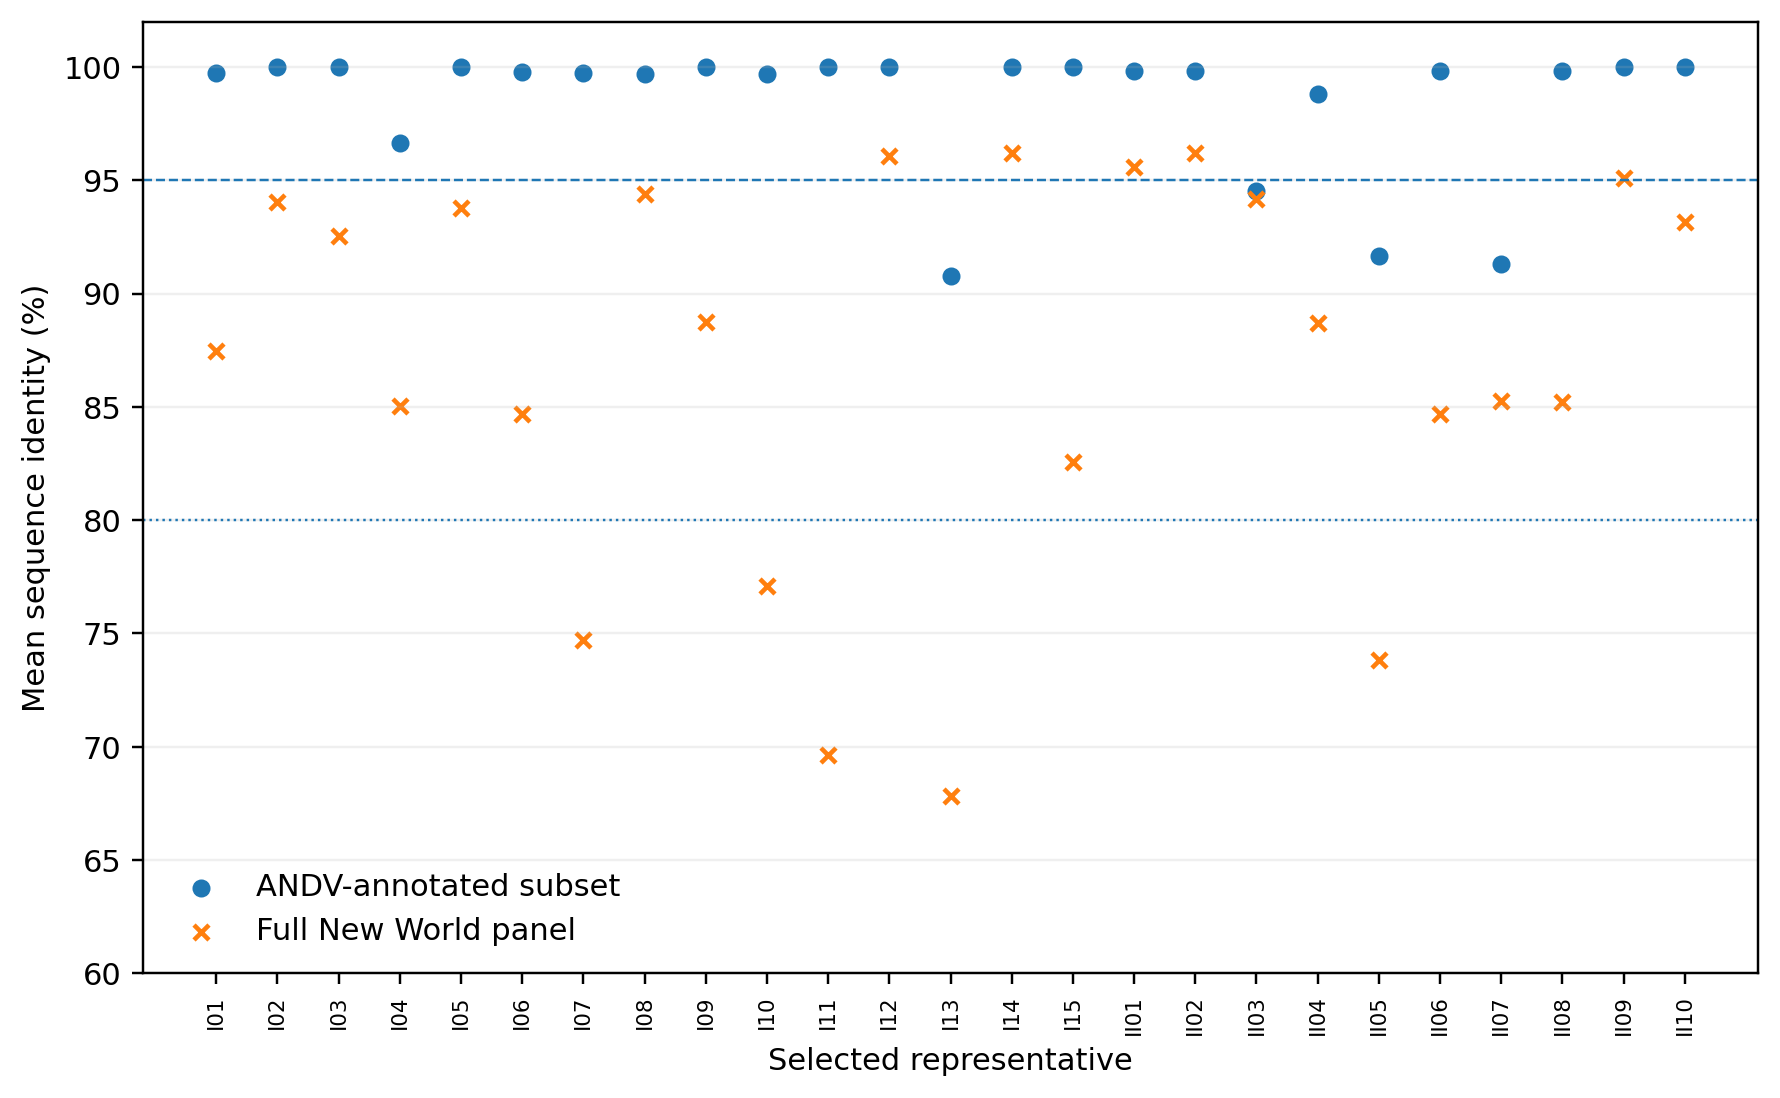 100
95
90
85
80
75
70
65
60
Mean sequence identity (%)
ANDV-annotated subset
Full New World panel
I01 I02 I03 I04 I05 I06 I07 I08 I09 I10 I11 I12 I13 I14 I15 II01 II02 II03 II04 II05 II06 II07 II08 II09 II10
Selected representative